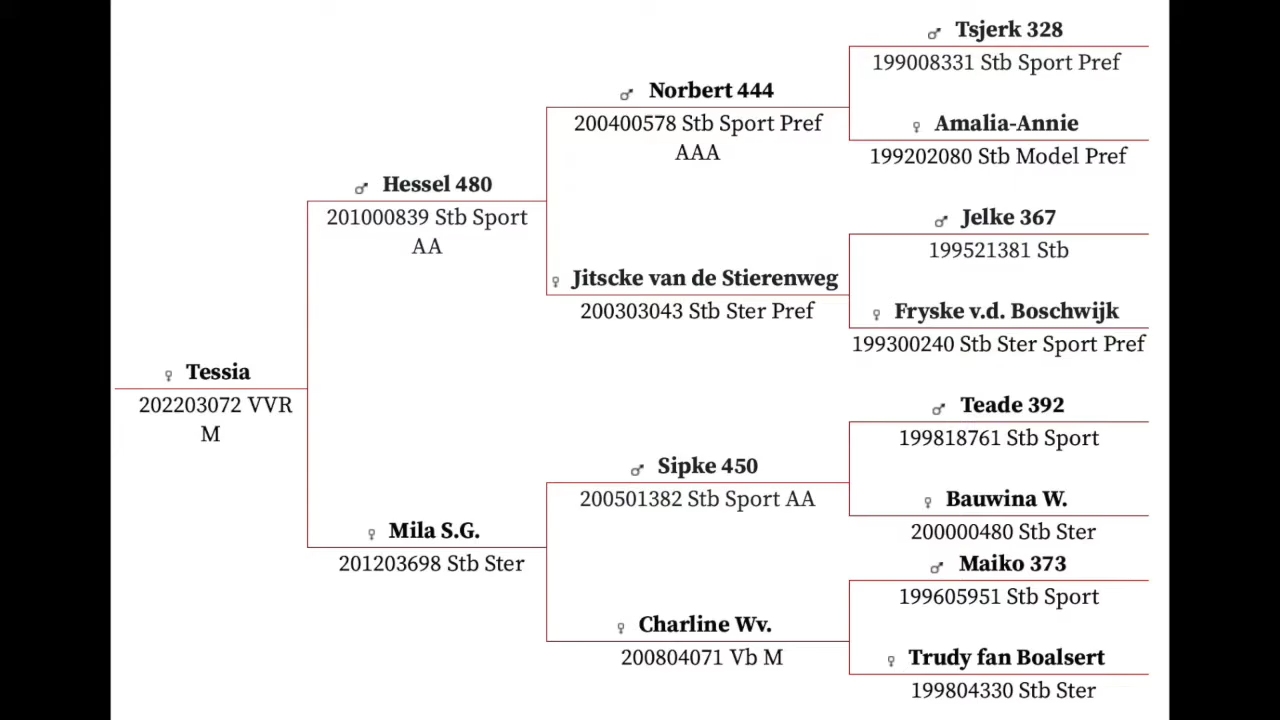 Tsjerk 328
199008331 Stb Sport Pref
Norbert 444
200400578 Stb Sport Pref
AAA
Amalia-Annie
199202080 Stb Model Pref
Hessel 480
201000839 Stb Sport
AA
Jelke 367
199521381 Stb
Jitscke van de Stierenweg
200303043 Stb Ster Pref
Fryske v.d. Boschwijk
199300240 Stb Ster Sport Pref
Tessia
202203072 VVR
M
Teade 392
199818761 Stb Sport
Sipke 450
200501382 Stb Sport AA
Bauwina W.
200000480 Stb Ster
Mila S.G.
201203698 Stb Ster
Maiko 373
199605951 Stb Sport
Charline Wv.
200804071 Vb M
Trudy fan Boalsert
199804330 Stb Ster